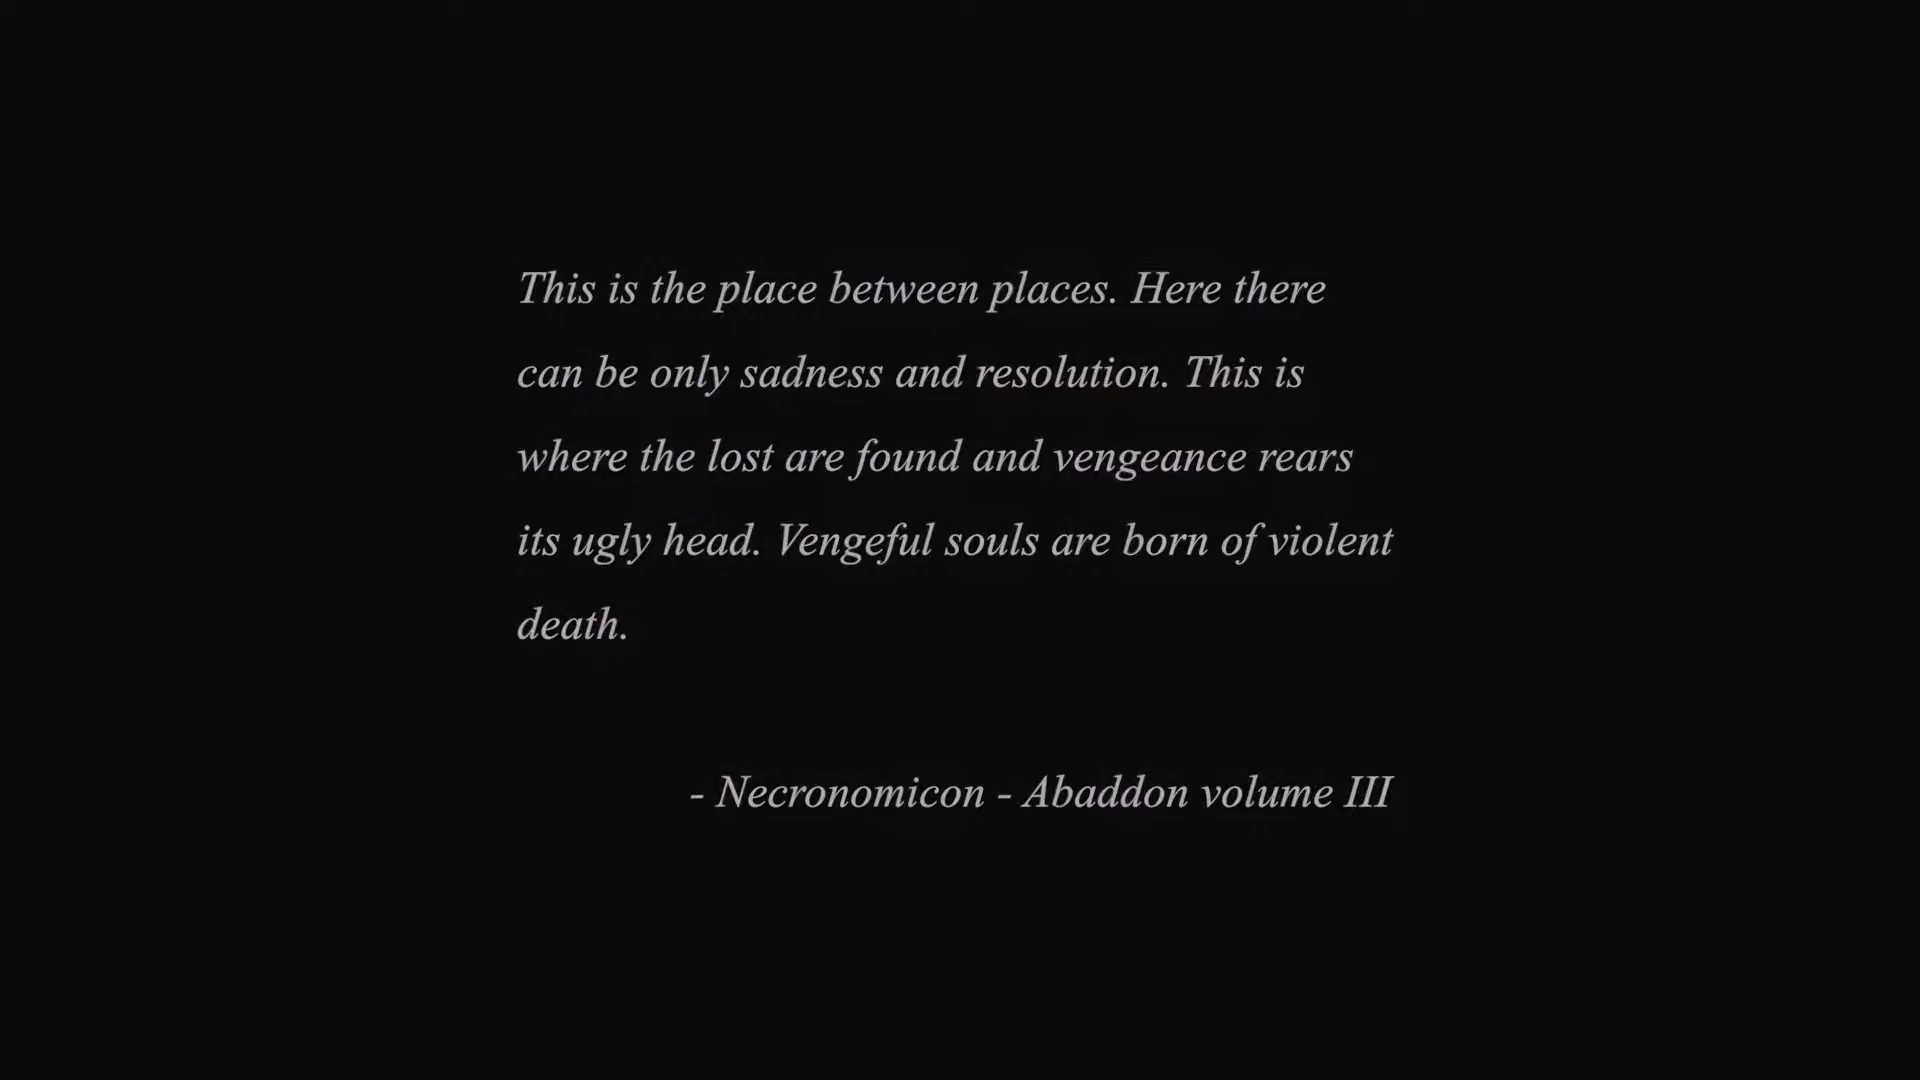 This is the place between places. Here there
can be only sadness and resolution. This is
where the lost are found and vengeance rears
its ugly head. Vengeful souls are born of violent
death.
- Necronomicon - Abaddon volume III